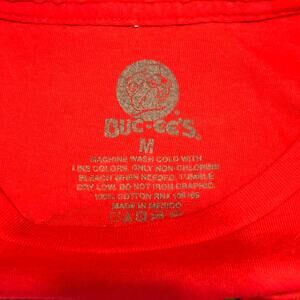 BUC-ee's.
M
MACHINE WASH COLD WITH
LIKE COLORS. ONLY NON-CHLORINE
BLEACH WHEN NEEDED. TUMBLE
DRY LOW. DO NOT IRON GRAPHIC.
100% COTTON RN#
MADE IN MEXICO